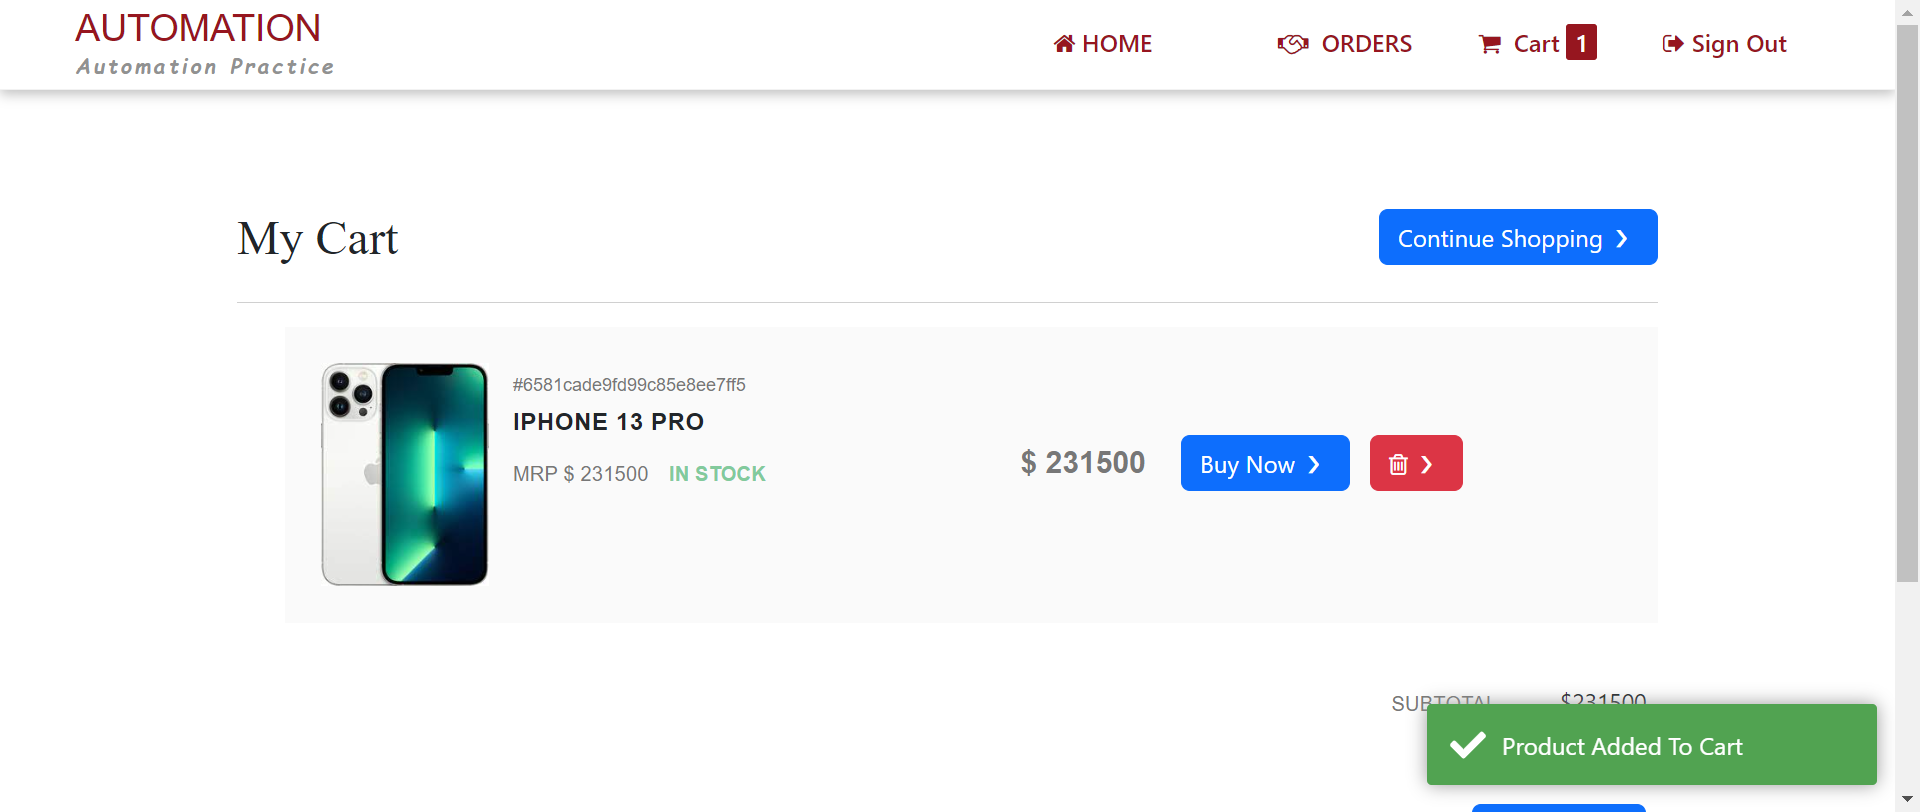 AUTOMATION
Automation Practice
HOME
ORDERS
Cart 1
Sign Out
My Cart
Continue Shopping
#6581cade9fd99c85e8ee7ff5
IPHONE 13 PRO
MRP $ 231500 IN STOCK
$ 231500
Buy Now
SUBTOTAL $231500
Product Added To Cart